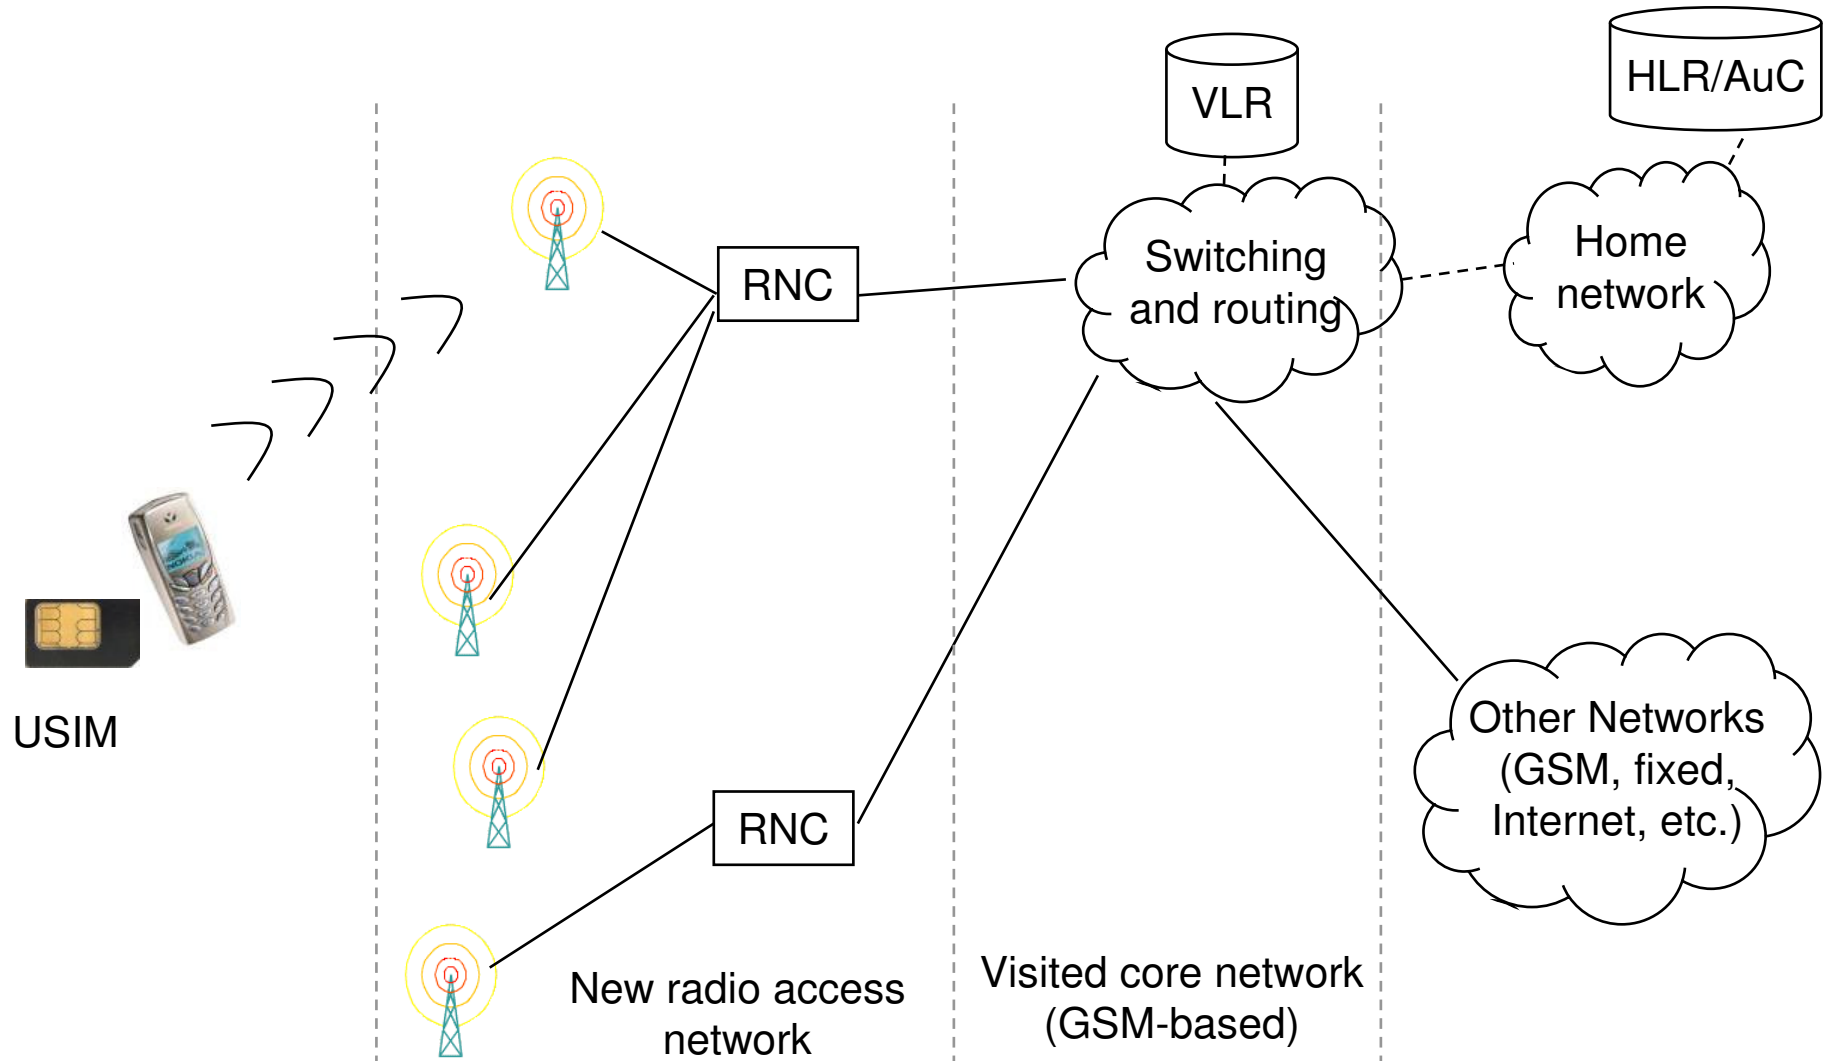 VLR
HLR/AuC
RNC
Switching
and routing
Home
network
USIM
RNC
Other Networks
(GSM, fixed,
Internet, etc.)
New radio access
network
Visited core network
(GSM-based)